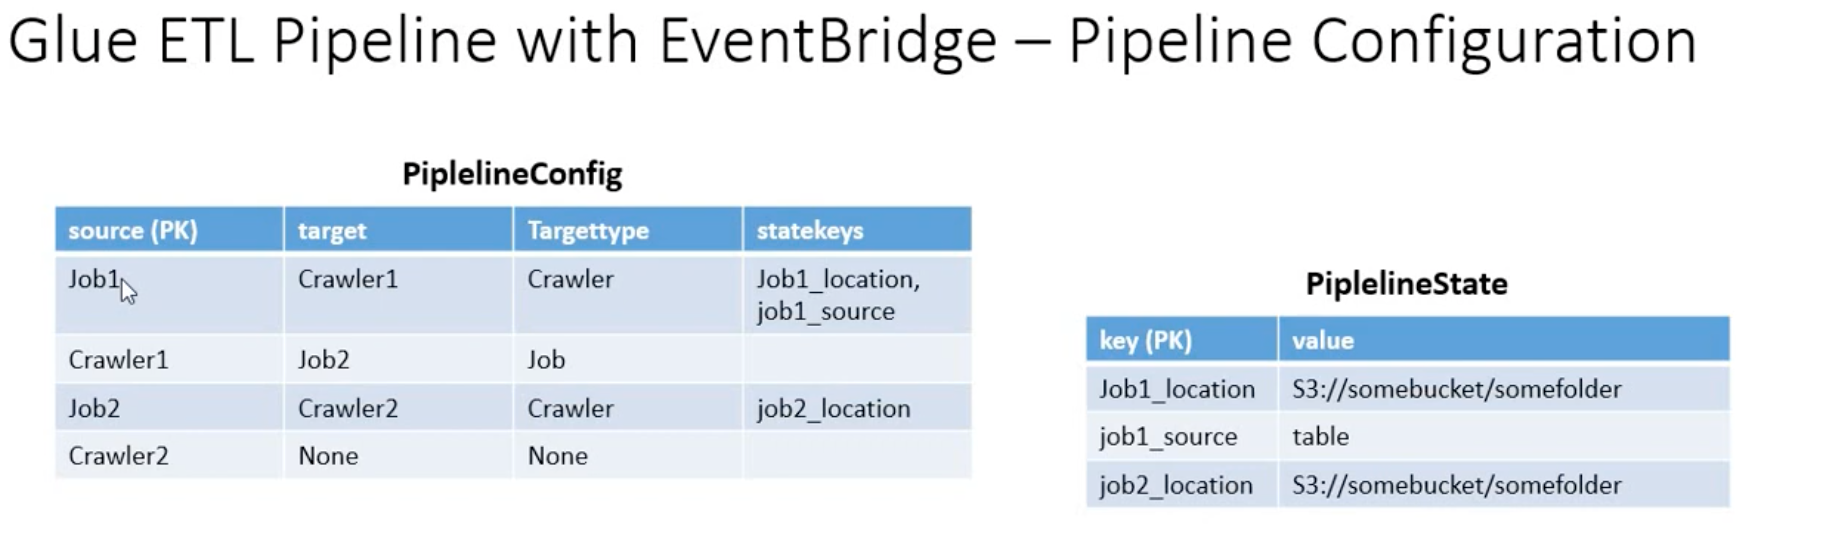 Glue ETL Pipeline with EventBridge – Pipeline Configuration
PiplelineConfig
source (PK) target Targettype statekeys
Job1 Crawler1 Crawler Job1_location,
job1_source
Crawler1 Job2 Job
Job2 Crawler2 Crawler job2_location
Crawler2 None None
PiplelineState
key (PK) value
Job1_location S3://somebucket/somefolder
job1_source table
job2_location S3://somebucket/somefolder